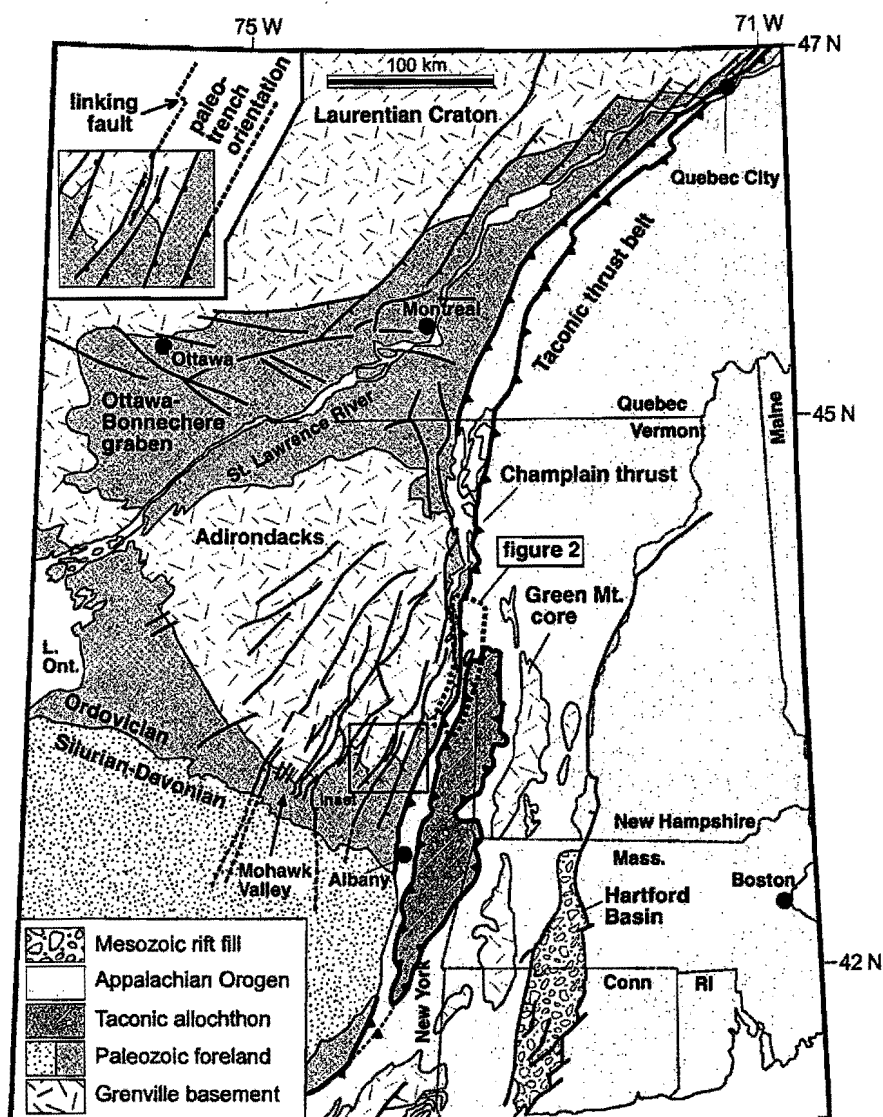 75 W
71 W
47 N
100 km
linking
fault
paleo-
trench
orientation
Laurentian Craton
Quebec City
Taconic thrust belt
Montreal
Ottawa
Ottawa-
Bonnechere
graben
St. Lawrence River
Quebec
Vermont
45 N
Maine
Champlain thrust
Adirondacks
figure 2
Green Mt.
core
L.
Ont.
Ordovician
Silurian-Devonian
Inset
New Hampshire
Mass.
Mohawk
Valley
Albany
Boston
Hartford
Basin
42 N
New York
Conn
RI
Mesozoic rift fill
Appalachian Orogen
Taconic allochthon
Paleozoic foreland
Grenville basement